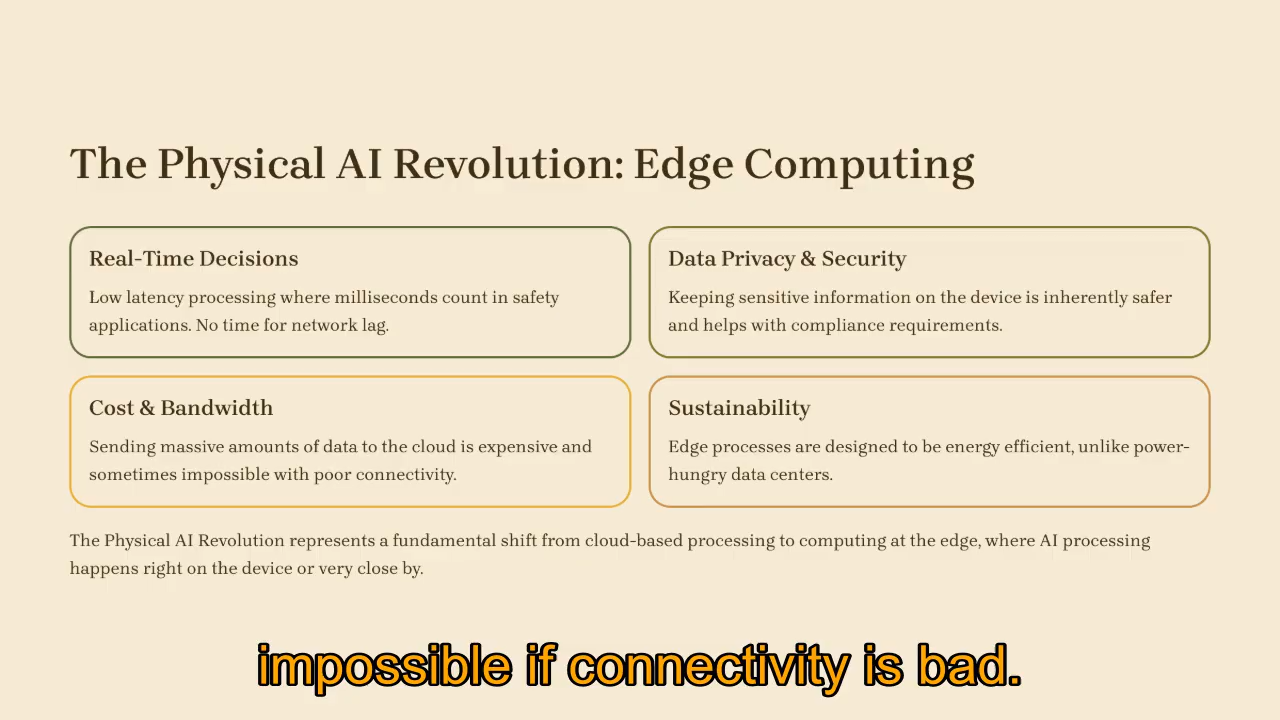 The Physical AI Revolution: Edge Computing
Real-Time Decisions
Low latency processing where milliseconds count in safety
applications. No time for network lag.
Data Privacy & Security
Keeping sensitive information on the device is inherently safer
and helps with compliance requirements.
Cost & Bandwidth
Sending massive amounts of data to the cloud is expensive and
sometimes impossible with poor connectivity.
Sustainability
Edge processes are designed to be energy efficient, unlike power-
hungry data centers.
The Physical AI Revolution represents a fundamental shift from cloud-based processing to computing at the edge, where AI processing
happens right on the device or very close by.
impossible if connectivity is bad.